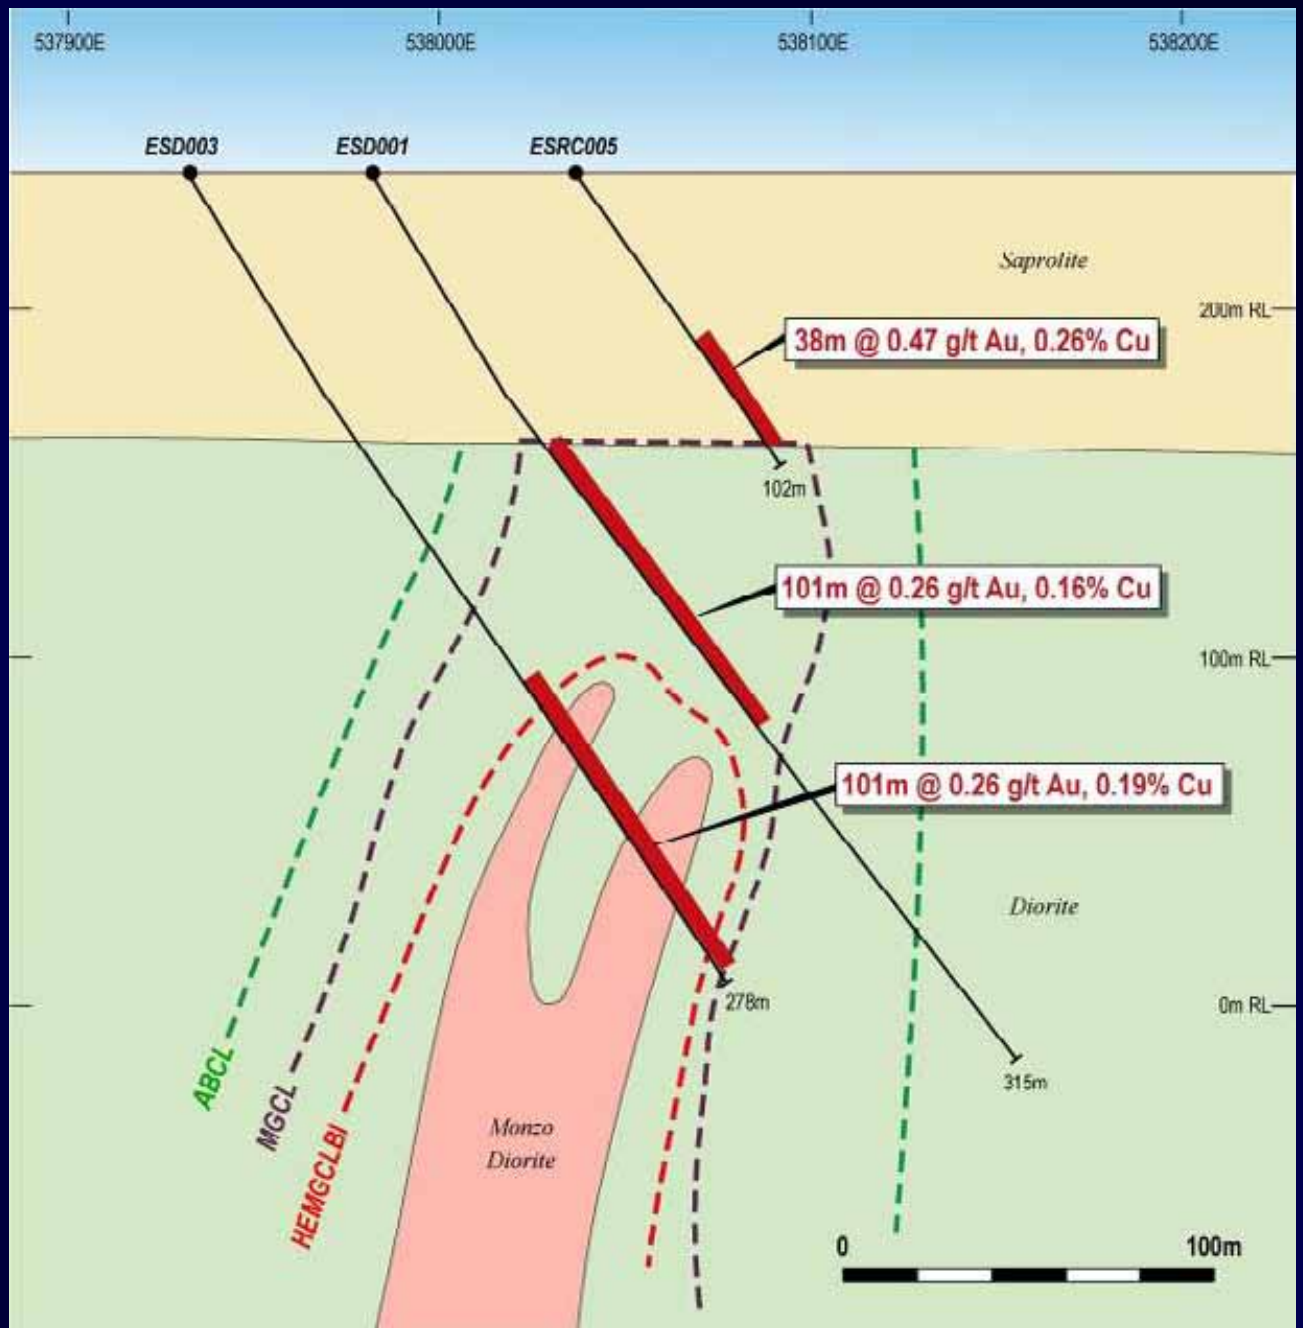 537900E
538000E
538100E
538200E
ESD003
ESD001
ESRC005
Saprolite
200m RL
38m @ 0.47 g/t Au, 0.26% Cu
102m
101m @ 0.26 g/t Au, 0.16% Cu
100m RL
101m @ 0.26 g/t Au, 0.19% Cu
Diorite
278m
0m RL
315m
ABCL
MGCL
HEMGCLBI
Monzo
Diorite
0
100m